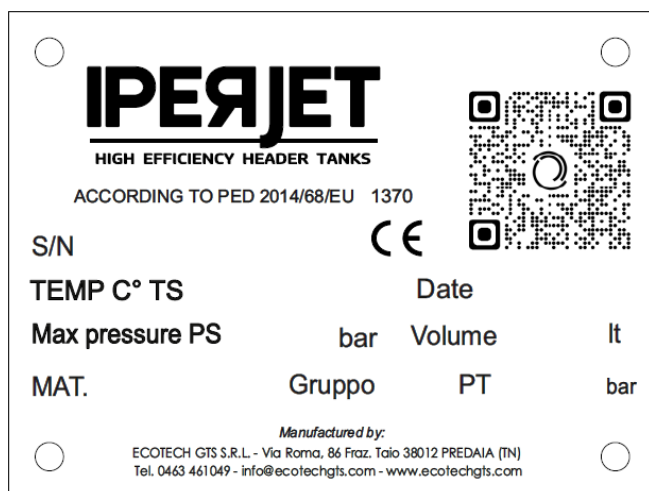 IPERJET
HIGH EFFICIENCY HEADER TANKS
ACCORDING TO PED 2014/68/EU 1370
S/N CE
TEMP C° TS Date
Max pressure PS bar Volume lt
MAT. Gruppo PT bar
Manufactured by:
ECOTECH GTS S.R.L. - Via Roma, 86 Fraz. Taio 38012 PREDAIA (TN)
Tel. 0463 461049 - info@ecotechgts.com - www.ecotechgts.com